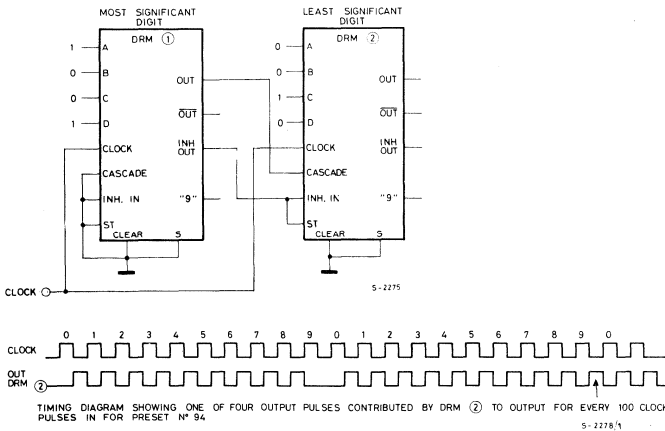 MOST SIGNIFICANT
DIGIT
DRM 1
1 A
0 B
0 C
1 D
OUT
OUT
CLOCK
INH
OUT
CASCADE
INH. IN
"9"
ST
CLEAR S
LEAST SIGNIFICANT
DIGIT
DRM 2
0 A
0 B
1 C
0 D
OUT
OUT
CLOCK
INH
OUT
CASCADE
INH. IN
"9"
ST
CLEAR S
CLOCK
S-2275
0 1 2 3 4 5 6 7 8 9 0 1 2 3 4 5 6 7 8 9 0
CLOCK
OUT
DRM 2
TIMING DIAGRAM SHOWING ONE OF FOUR OUTPUT PULSES CONTRIBUTED BY DRM 2 TO OUTPUT FOR EVERY 100 CLOCK
PULSES IN FOR PRESET Nº 94
S-2278/1